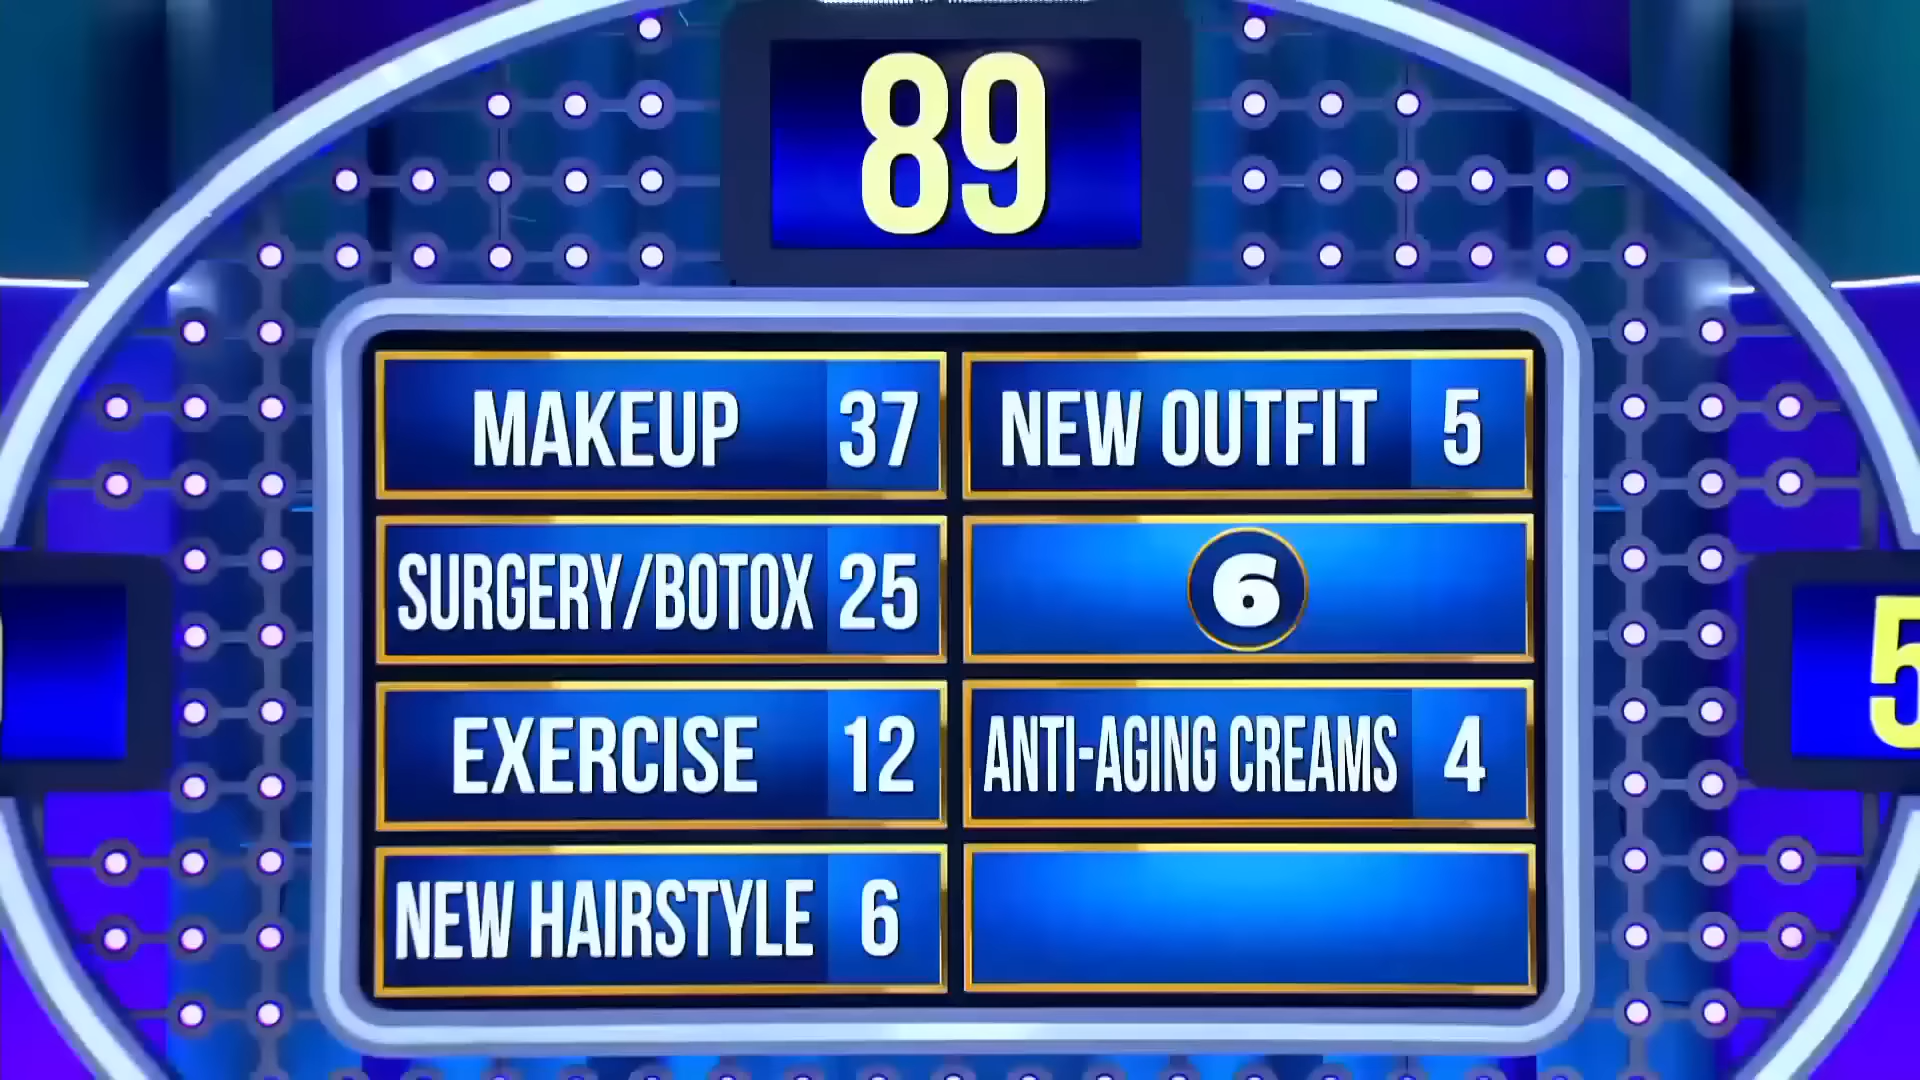 89
MAKEUP 37
SURGERY/BOTOX 25
EXERCISE 12
NEW HAIRSTYLE 6
NEW OUTFIT 5
6
ANTI-AGING CREAMS 4
5